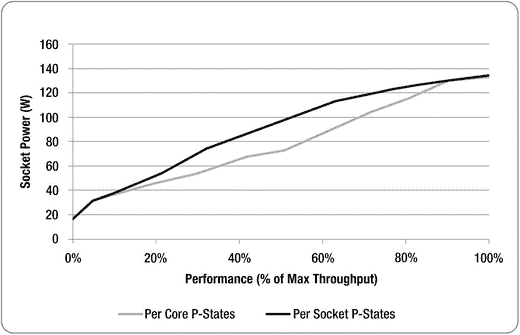 160
140
120
100
80
60
40
20
0
Socket Power (W)
0% 20% 40% 60% 80% 100%
Performance (% of Max Throughput)
Per Core P-States Per Socket P-States